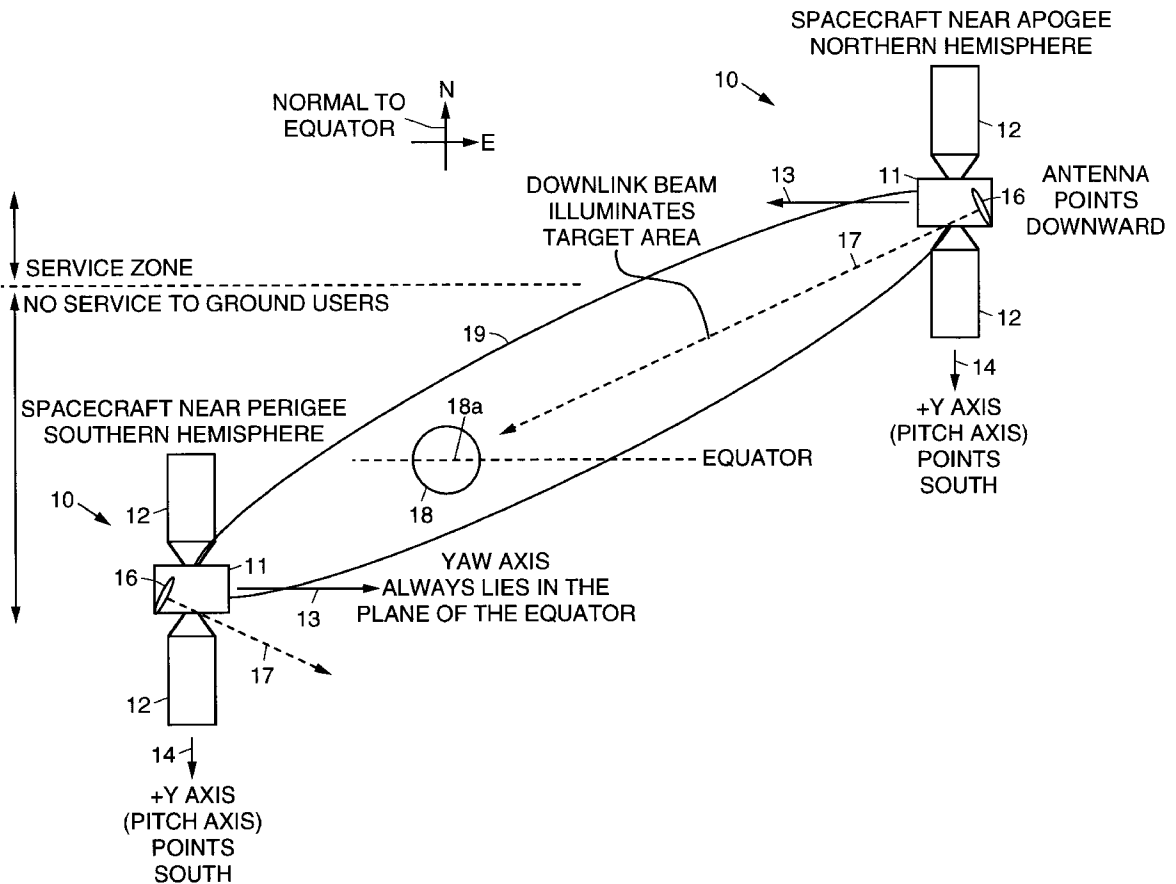 SPACECRAFT NEAR APOGEE
NORTHERN HEMISPHERE
10
12
N
NORMAL TO
EQUATOR
E
11
13
16
ANTENNA
POINTS
DOWNWARD
DOWNLINK BEAM
ILLUMINATES
TARGET AREA
17
SERVICE ZONE
NO SERVICE TO GROUND USERS
12
19
14
+Y AXIS
(PITCH AXIS)
POINTS
SOUTH
SPACECRAFT NEAR PERIGEE
SOUTHERN HEMISPHERE
18a
EQUATOR
18
10
12
16
11
YAW AXIS
ALWAYS LIES IN THE
PLANE OF THE EQUATOR
13
17
12
14
+Y AXIS
(PITCH AXIS)
POINTS
SOUTH